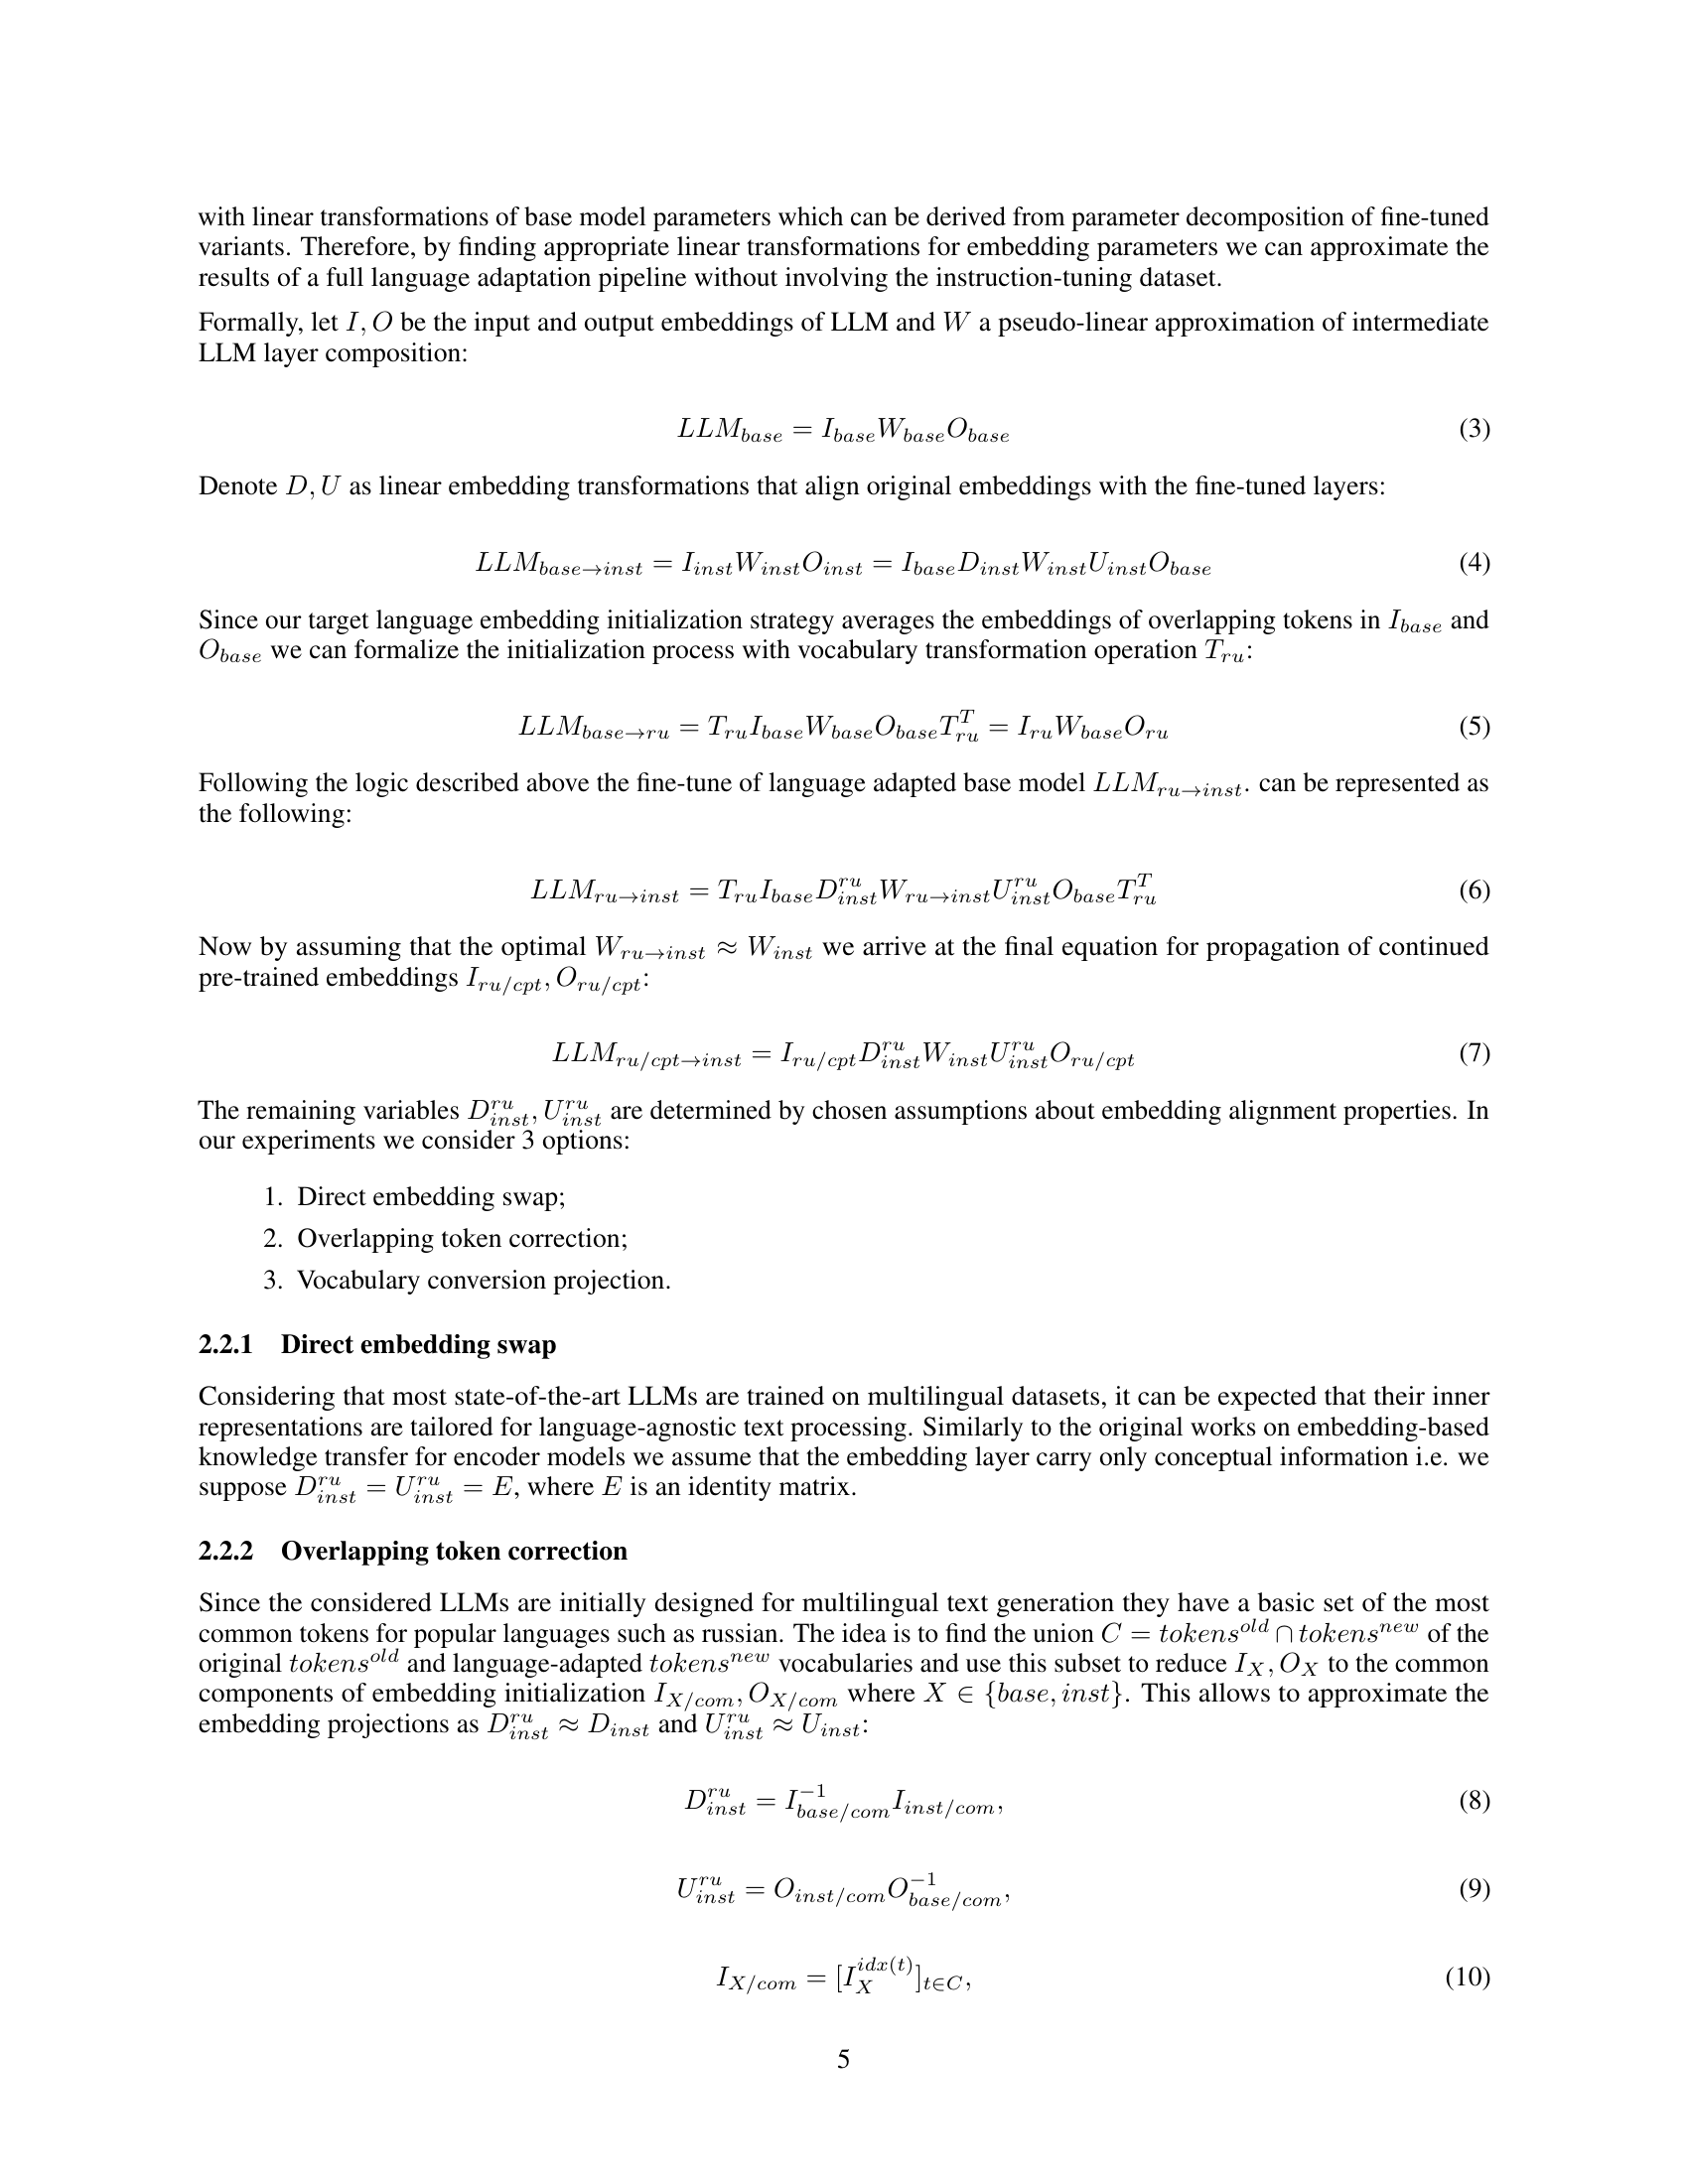 with linear transformations of base model parameters which can be derived from parameter decomposition of fine-tuned
variants. Therefore, by finding appropriate linear transformations for embedding parameters we can approximate the
results of a full language adaptation pipeline without involving the instruction-tuning dataset.
Formally, let $I, O$ be the input and output embeddings of LLM and $W$ a pseudo-linear approximation of intermediate
LLM layer composition:
$LLM_{base} = I_{base}W_{base}O_{base}$ (3)
Denote $D, U$ as linear embedding transformations that align original embeddings with the fine-tuned layers:
$LLM_{base \to inst} = I_{inst}W_{inst}O_{inst} = I_{base}D_{inst}W_{inst}U_{inst}O_{base}$ (4)
Since our target language embedding initialization strategy averages the embeddings of overlapping tokens in $I_{base}$ and
$O_{base}$ we can formalize the initialization process with vocabulary transformation operation $T_{ru}$:
$LLM_{base \to ru} = T_{ru}I_{base}W_{base}O_{base}T_{ru}^{T} = I_{ru}W_{base}O_{ru}$ (5)
Following the logic described above the fine-tune of language adapted base model $LLM_{ru \to inst}$. can be represented as
the following:
$LLM_{ru \to inst} = T_{ru}I_{base}D_{inst}^{ru}W_{ru \to inst}U_{inst}^{ru}O_{base}T_{ru}^{T}$ (6)
Now by assuming that the optimal $W_{ru \to inst} \approx W_{inst}$ we arrive at the final equation for propagation of continued
pre-trained embeddings $I_{ru/cpt}, O_{ru/cpt}$:
$LLM_{ru/cpt \to inst} = I_{ru/cpt}D_{inst}^{ru}W_{inst}U_{inst}^{ru}O_{ru/cpt}$ (7)
The remaining variables $D_{inst}^{ru}, U_{inst}^{ru}$ are determined by chosen assumptions about embedding alignment properties. In
our experiments we consider 3 options:
1. Direct embedding swap;
2. Overlapping token correction;
3. Vocabulary conversion projection.
2.2.1 Direct embedding swap
Considering that most state-of-the-art LLMs are trained on multilingual datasets, it can be expected that their inner
representations are tailored for language-agnostic text processing. Similarly to the original works on embedding-based
knowledge transfer for encoder models we assume that the embedding layer carry only conceptual information i.e. we
suppose $D_{inst}^{ru} = U_{inst}^{ru} = E$, where $E$ is an identity matrix.
2.2.2 Overlapping token correction
Since the considered LLMs are initially designed for multilingual text generation they have a basic set of the most
common tokens for popular languages such as russian. The idea is to find the union $C = tokens^{old} \cap tokens^{new}$ of the
original $tokens^{old}$ and language-adapted $tokens^{new}$ vocabularies and use this subset to reduce $I_X, O_X$ to the common
components of embedding initialization $I_{X/com}, O_{X/com}$ where $X \in \{base, inst\}$. This allows to approximate the
embedding projections as $D_{inst}^{ru} \approx D_{inst}$ and $U_{inst}^{ru} \approx U_{inst}$:
$D_{inst}^{ru} = I_{base/com}^{-1}I_{inst/com},$ (8)
$U_{inst}^{ru} = O_{inst/com}O_{base/com}^{-1},$ (9)
$I_{X/com} = [I_X^{idx(t)}]_{t \in C},$ (10)
5